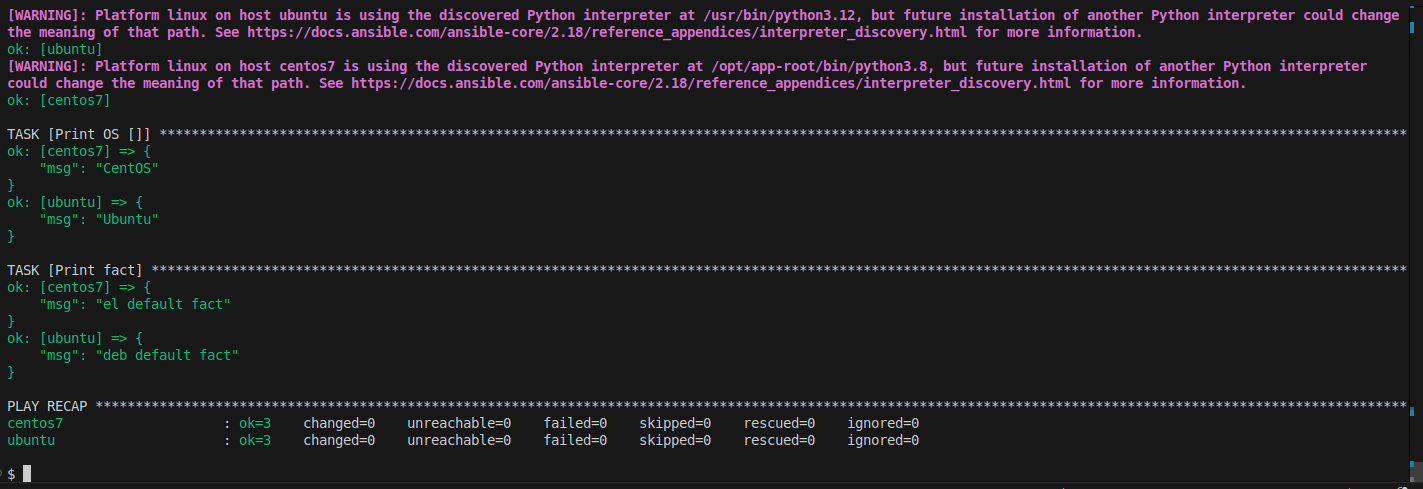 [WARNING]: Platform linux on host ubuntu is using the discovered Python interpreter at /usr/bin/python3.12, but future installation of another Python interpreter could change
the meaning of that path. See https://docs.ansible.com/ansible-core/2.18/reference_appendices/interpreter_discovery.html for more information.
ok: [ubuntu]
[WARNING]: Platform linux on host centos7 is using the discovered Python interpreter at /opt/app-root/bin/python3.8, but future installation of another Python interpreter
could change the meaning of that path. See https://docs.ansible.com/ansible-core/2.18/reference_appendices/interpreter_discovery.html for more information.
ok: [centos7]
TASK [Print OS []] ************************************************************************************************************************************************************
ok: [centos7] => {
    "msg": "CentOS"
}
ok: [ubuntu] => {
    "msg": "Ubuntu"
}
TASK [Print fact] *************************************************************************************************************************************************************
ok: [centos7] => {
    "msg": "el default fact"
}
ok: [ubuntu] => {
    "msg": "deb default fact"
}
PLAY RECAP ********************************************************************************************************************************************************************
centos7                    : ok=3    changed=0    unreachable=0    failed=0    skipped=0    rescued=0    ignored=0
ubuntu                     : ok=3    changed=0    unreachable=0    failed=0    skipped=0    rescued=0    ignored=0
$